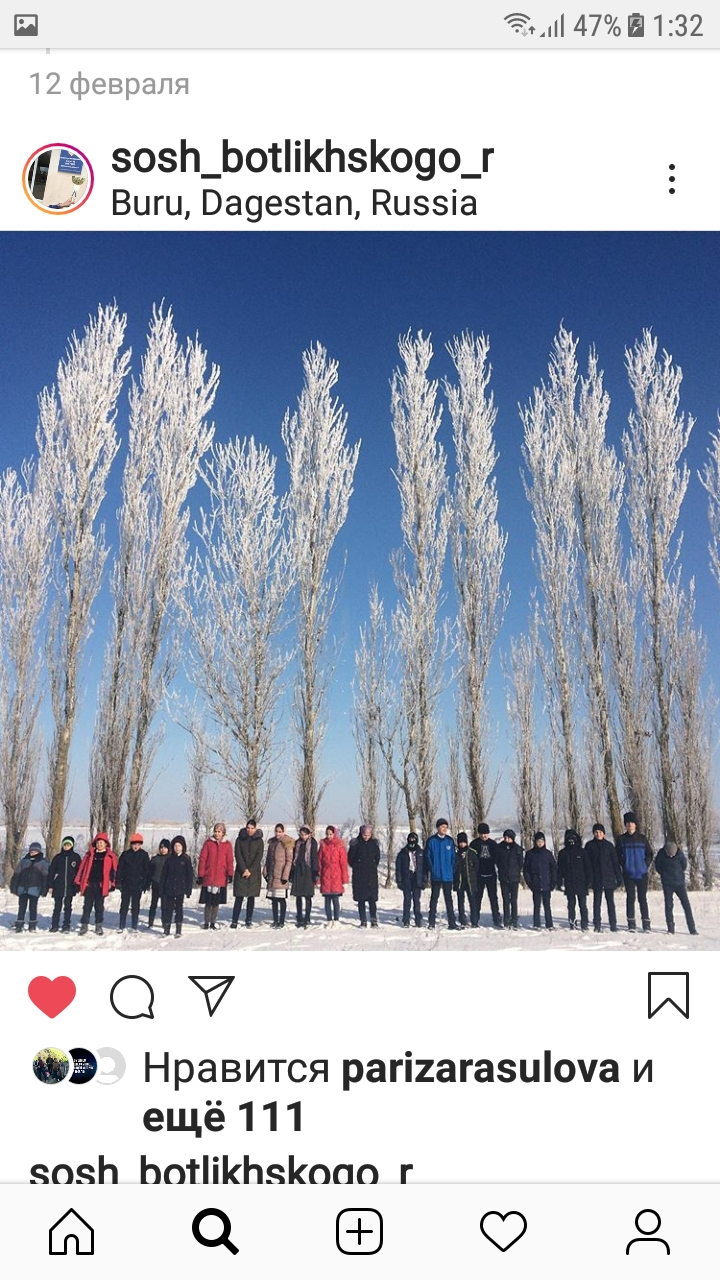 47% 1:32
12 февраля
sosh_botlikhskogo_r
Buru, Dagestan, Russia
Нравится parizarasulova и
ещё 111
sosh_botlikhskogo_r